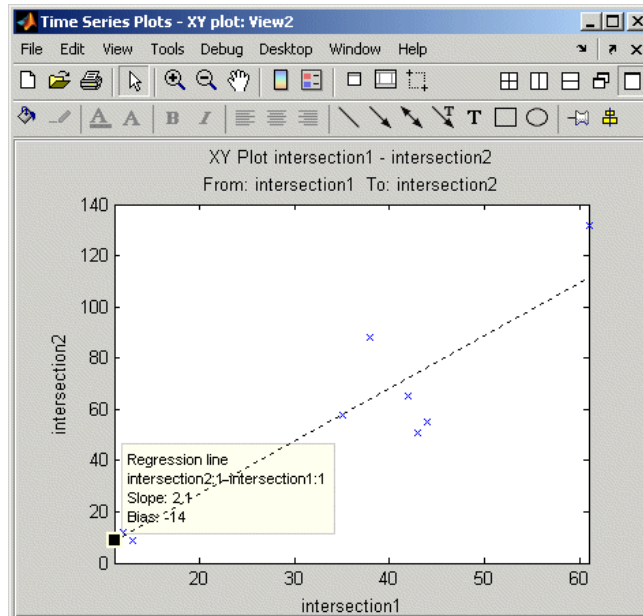 Time Series Plots - XY plot: View2
File Edit View Tools Debug Desktop Window Help
A A B I T T
XY Plot intersection1 - intersection2
From: intersection1 To: intersection2
140
120
100
80
60
40
20
0
intersection2
Regression line
intersection2:1-intersection1:1
Slope: 2.1
Bias: -14
20 30 40 50 60
intersection1